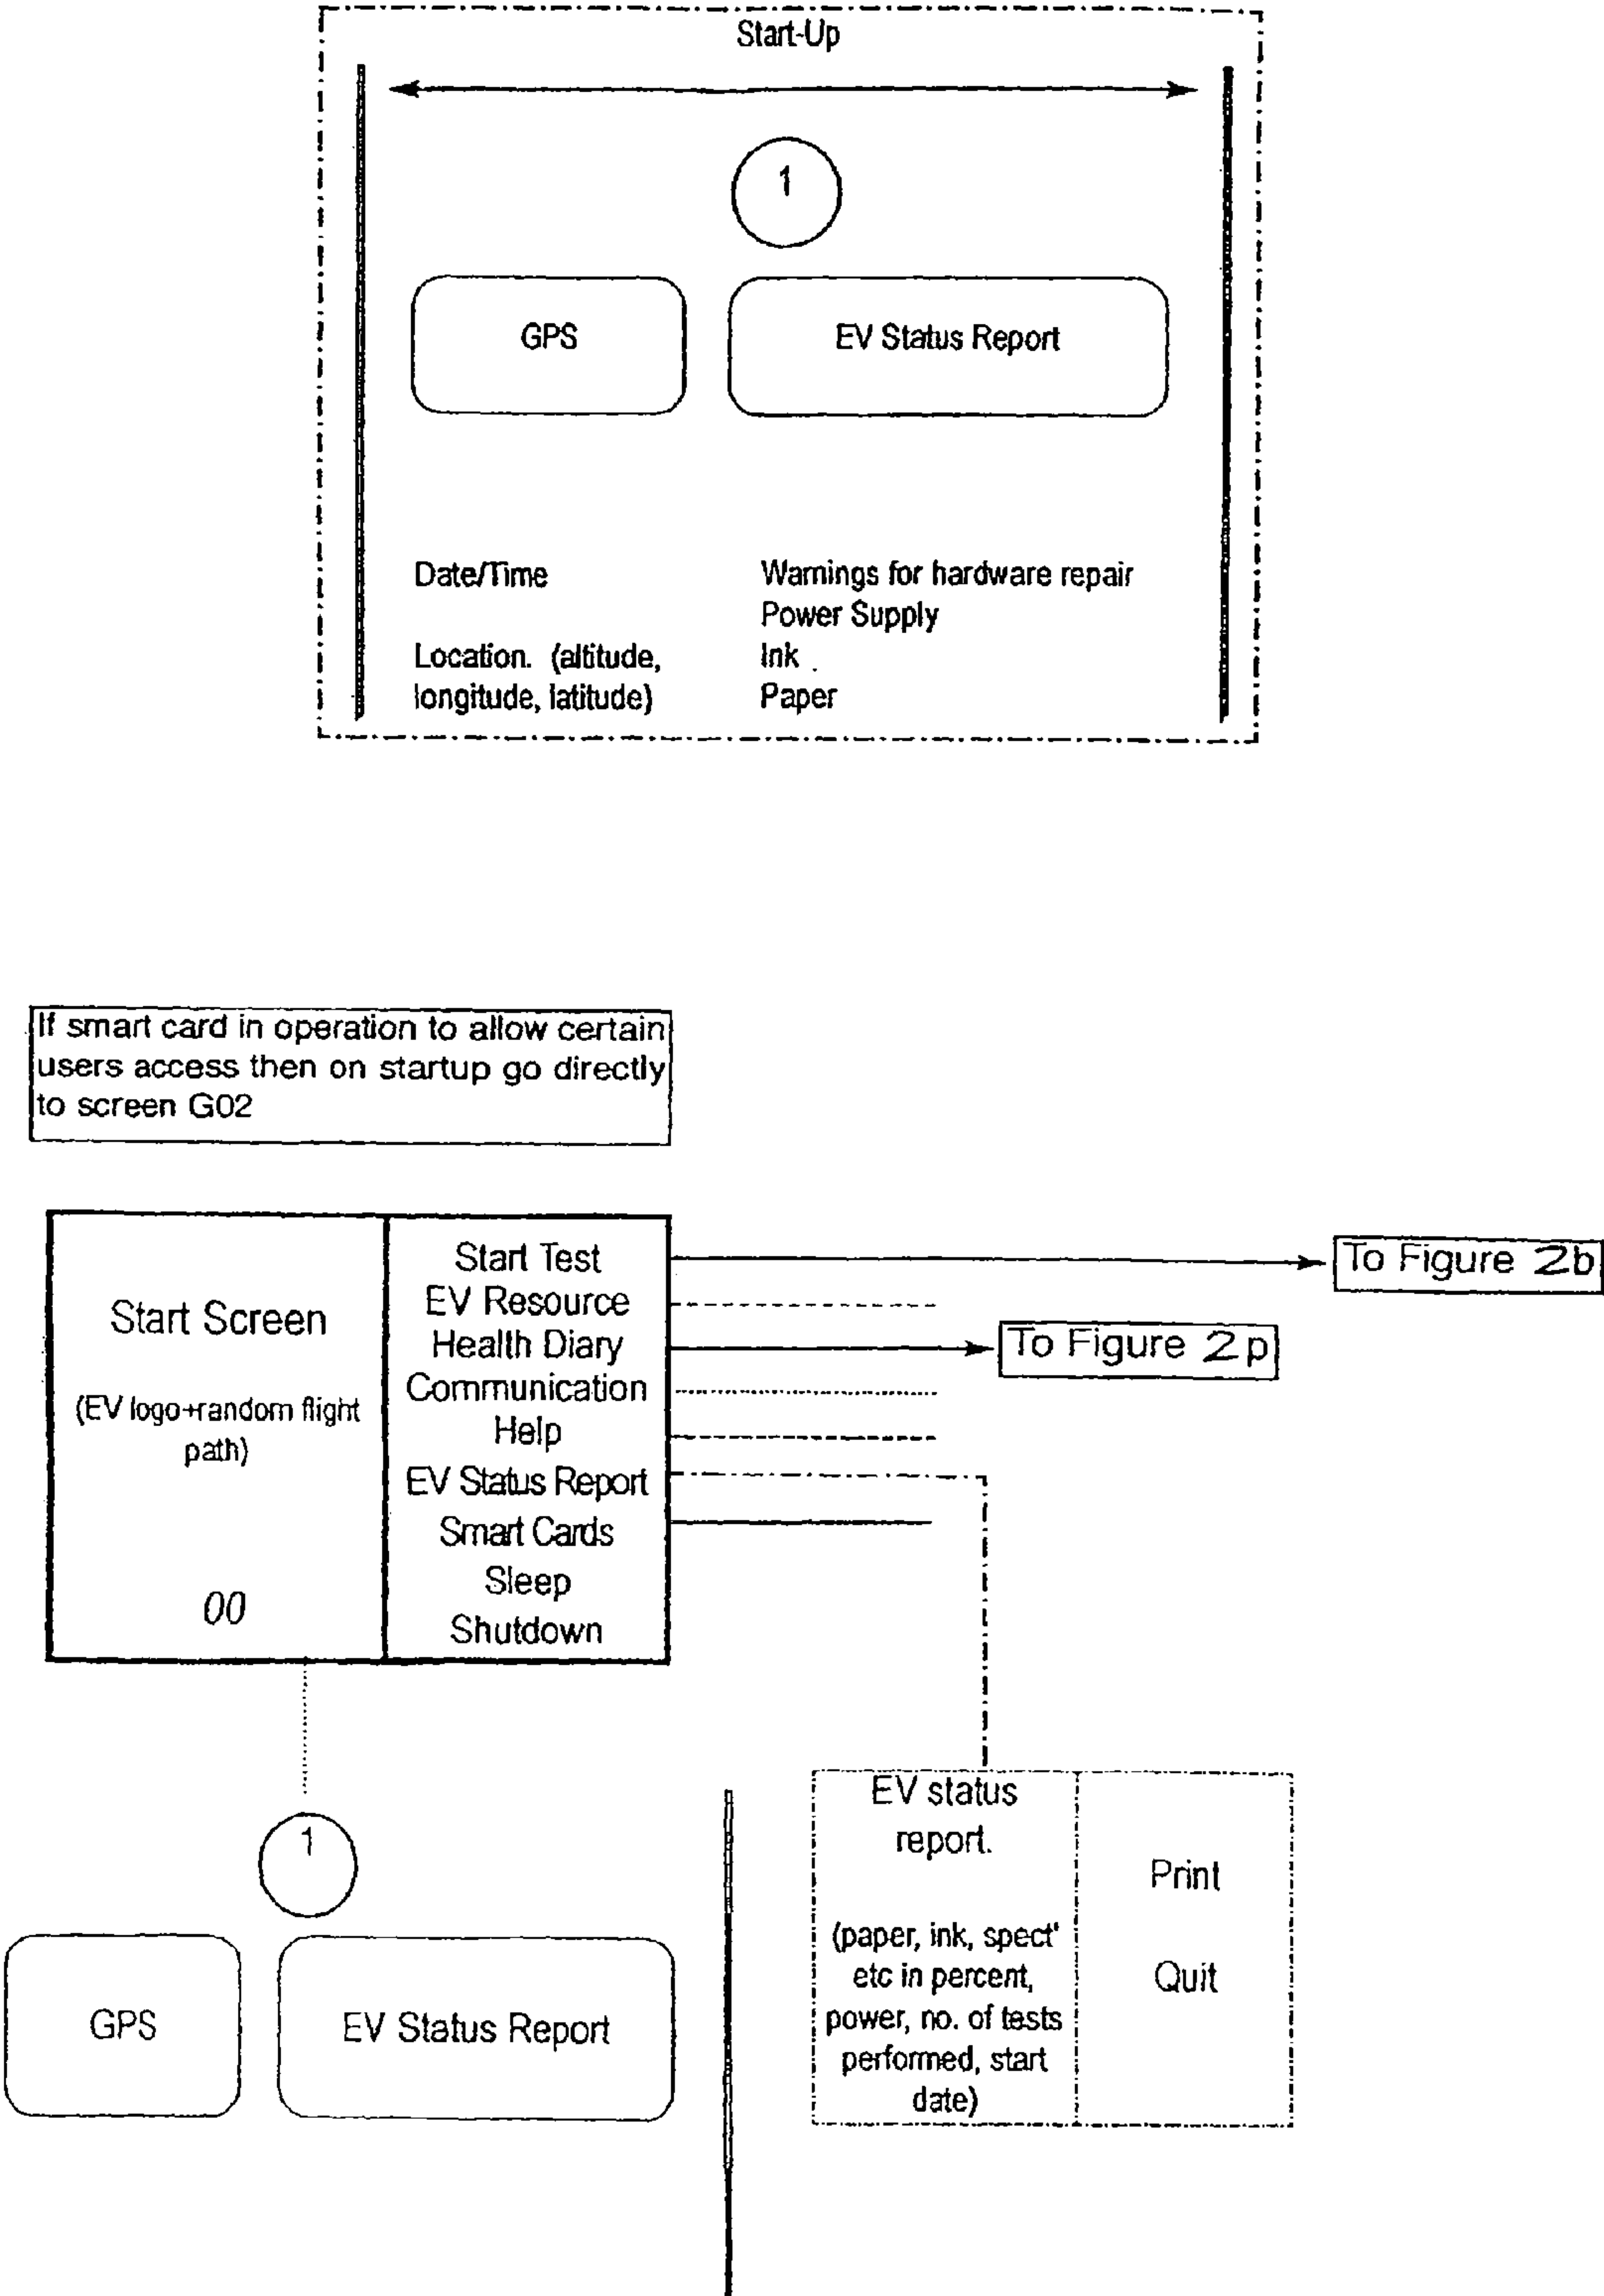 Start-Up
1
GPS
EV Status Report
Date/Time
Location. (altitude,
longitude, latitude)
Warnings for hardware repair
Power Supply
Ink
Paper
If smart card in operation to allow certain
users access then on startup go directly
to screen G02
Start Screen
(EV logo+random flight
path)
00
Start Test
EV Resource
Health Diary
Communication
Help
EV Status Report
Smart Cards
Sleep
Shutdown
To Figure 2b
To Figure 2p
1
GPS
EV Status Report
EV status
report.
(paper, ink, spect'
etc in percent,
power, no. of tests
performed, start
date)
Print
Quit